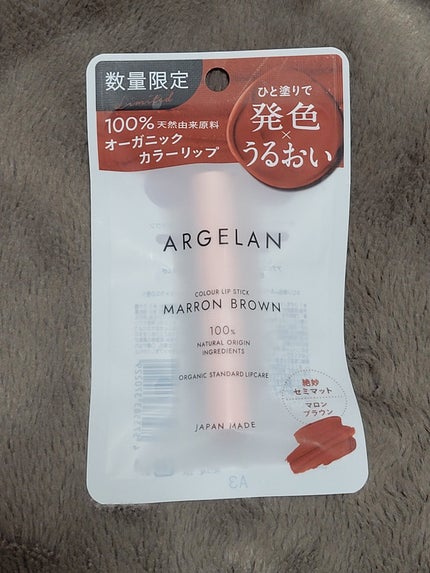 数量限定
Limited
100% 天然由来原料
オーガニック
カラーリップ
ひと塗りで
発色
×
うるおい
ARGELAN
COLOUR LIP STICK
MARRON BROWN
100%
NATURAL ORIGIN
INGREDIENTS
ORGANIC STANDARD LIPCARE
JAPAN MADE
絶妙
セミマット
マロン
ブラウン
A3